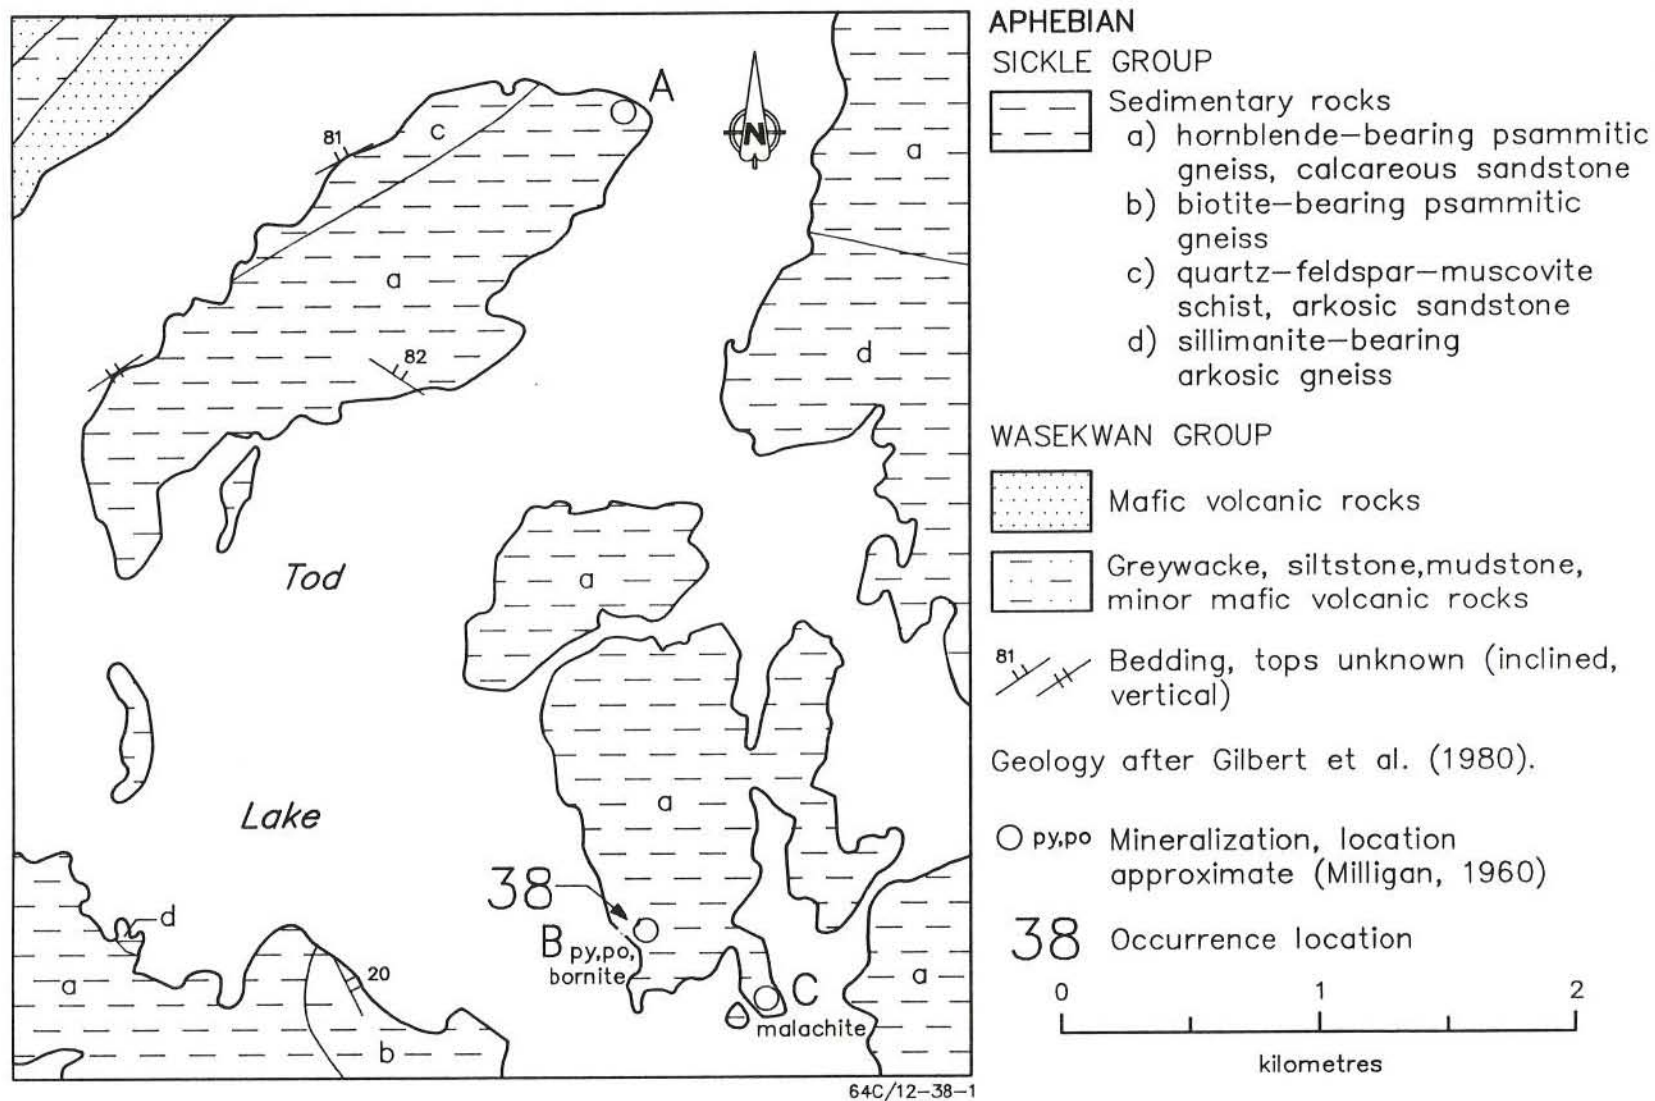 A
c
81
N
a
a
a
82
d
Tod
a
Lake
a
38
B py,po,
bornite
d
20
a
a
C
malachite
b
64C/12-38-1
APHEBIAN
SICKLE GROUP
Sedimentary rocks
a) hornblende-bearing psammitic
gneiss, calcareous sandstone
b) biotite-bearing psammitic
gneiss
c) quartz-feldspar-muscovite
schist, arkosic sandstone
d) sillimanite-bearing
arkosic gneiss
WASEKWAN GROUP
Mafic volcanic rocks
Greywacke, siltstone,mudstone,
minor mafic volcanic rocks
81 Bedding, tops unknown (inclined,
vertical)
Geology after Gilbert et al. (1980).
py,po Mineralization, location
approximate (Milligan, 1960)
38 Occurrence location
0 1 2
kilometres